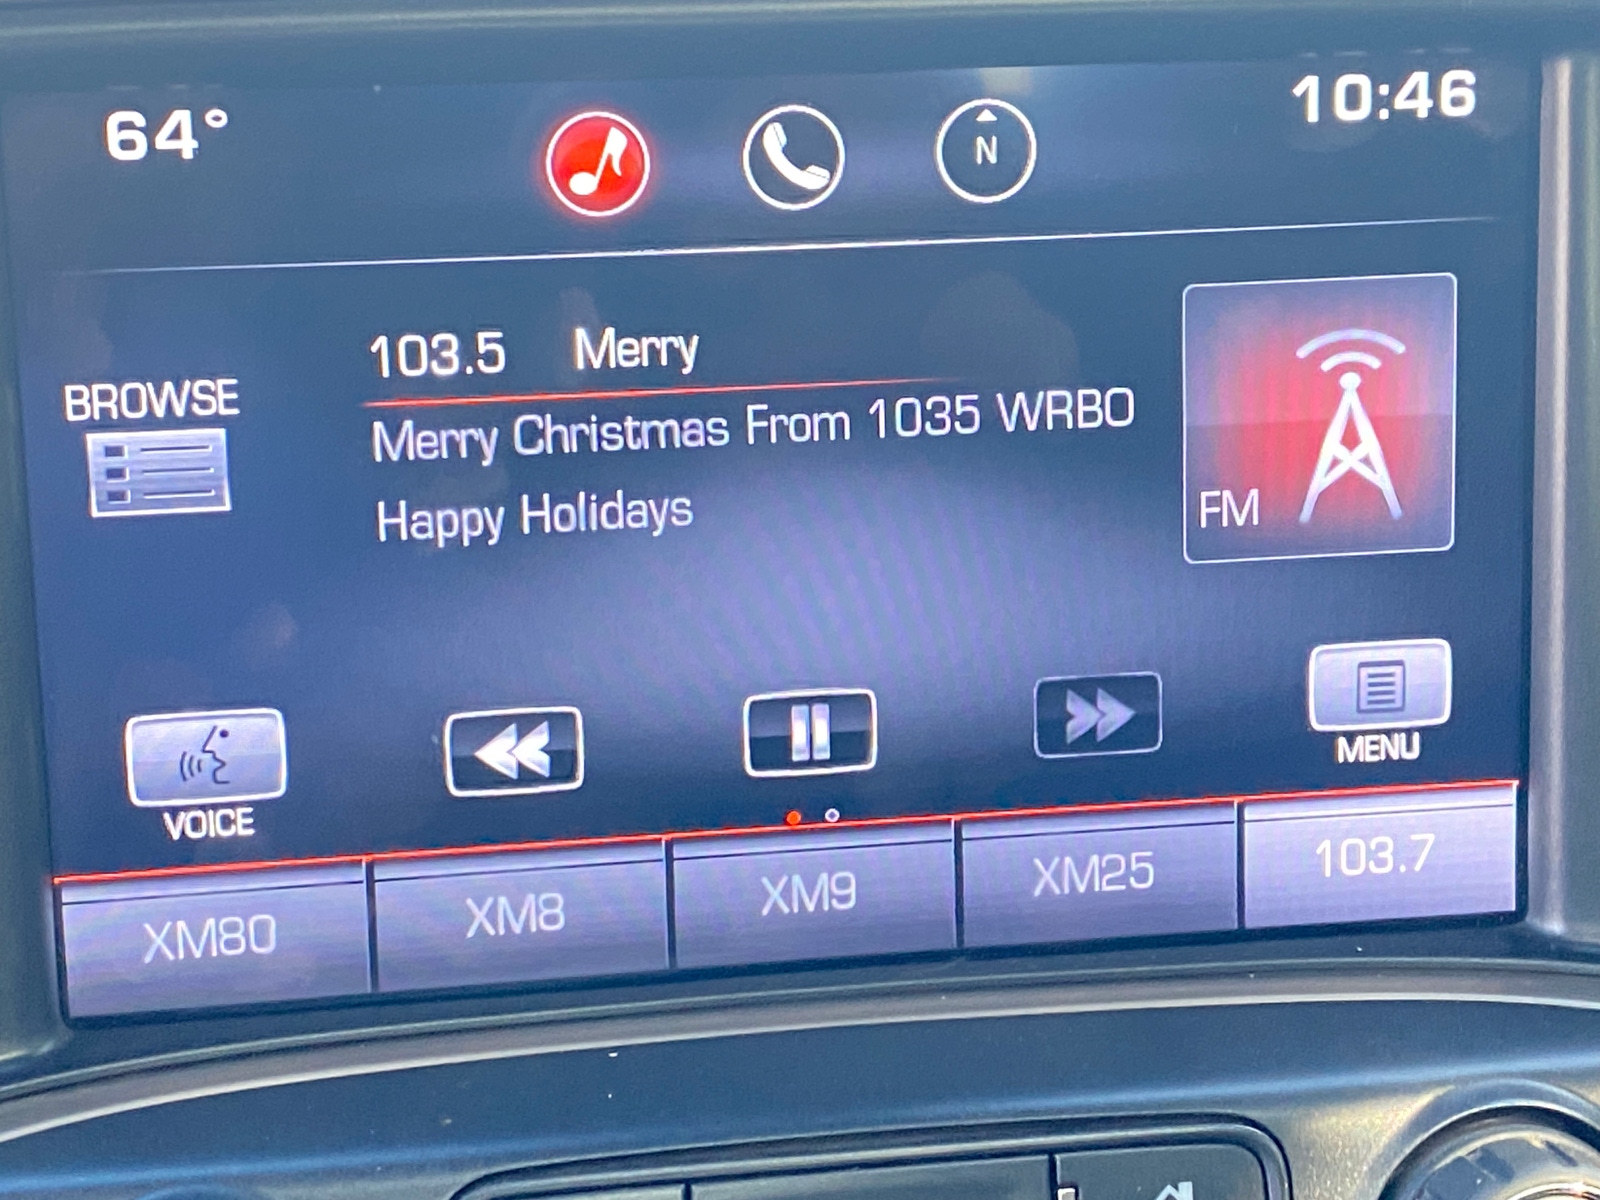 64°
10:46
N
103.5 Merry
BROWSE
Merry Christmas From 1035 WRBO
Happy Holidays
FM
VOICE
MENU
XM80
XM8
XM9
XM25
103.7